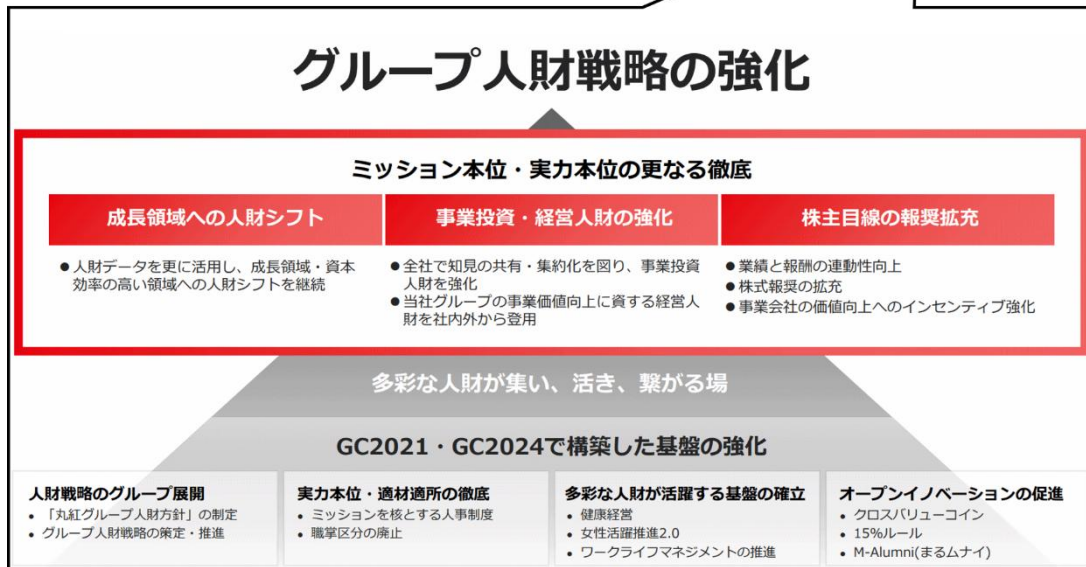 グループ人財戦略の強化
ミッション本位・実力本位の更なる徹底
成長領域への人財シフト
● 人財データを更に活用し、成長領域・資本
効率の高い領域への人財シフトを継続
事業投資・経営人財の強化
● 全社で知見の共有・集約化を図り、事業投資
人財を強化
● 当社グループの事業価値向上に資する経営人
財を社内外から登用
株主目線の報奨拡充
● 業績と報酬の連動性向上
● 株式報奨の拡充
● 事業会社の価値向上へのインセンティブ強化
多彩な人財が集い、活き、繋がる場
GC2021・GC2024で構築した基盤の強化
人財戦略のグループ展開
• 「丸紅グループ人財方針」の制定
• グループ人財戦略の策定・推進
実力本位・適材適所の徹底
• ミッションを核とする人事制度
• 職掌区分の廃止
多彩な人財が活躍する基盤の確立
• 健康経営
• 女性活躍推進2.0
• ワークライフマネジメントの推進
オープンイノベーションの促進
• クロスバリューコイン
• 15%ルール
• M-Alumni(まるムナイ)